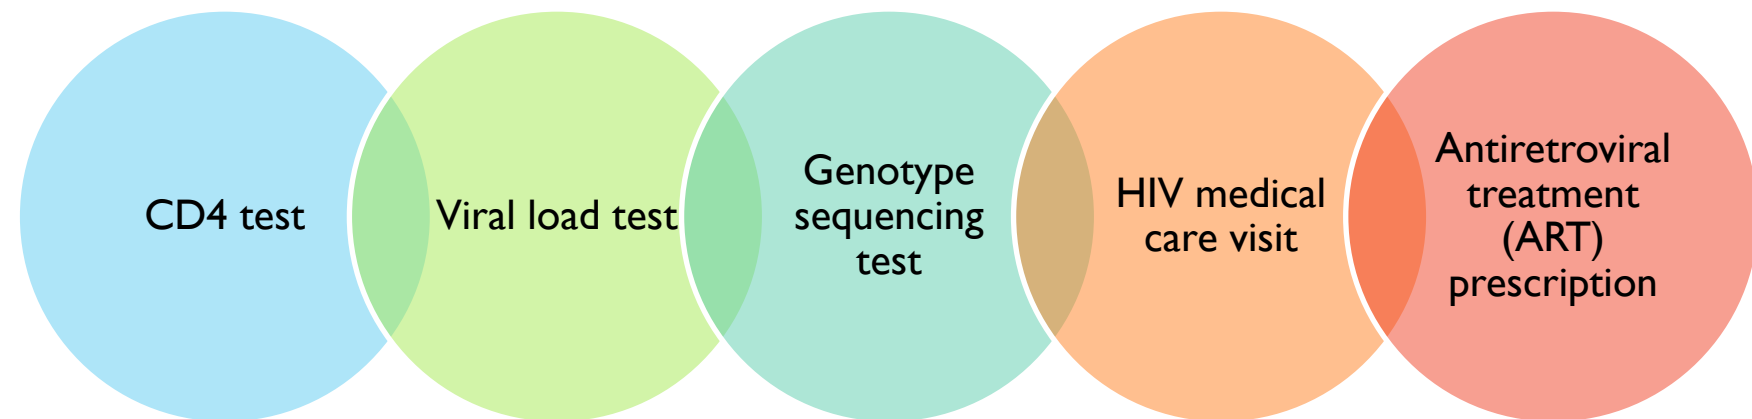 CD4 test
Viral load test
Genotype
sequencing
test
HIV medical
care visit
Antiretroviral
treatment
(ART)
prescription